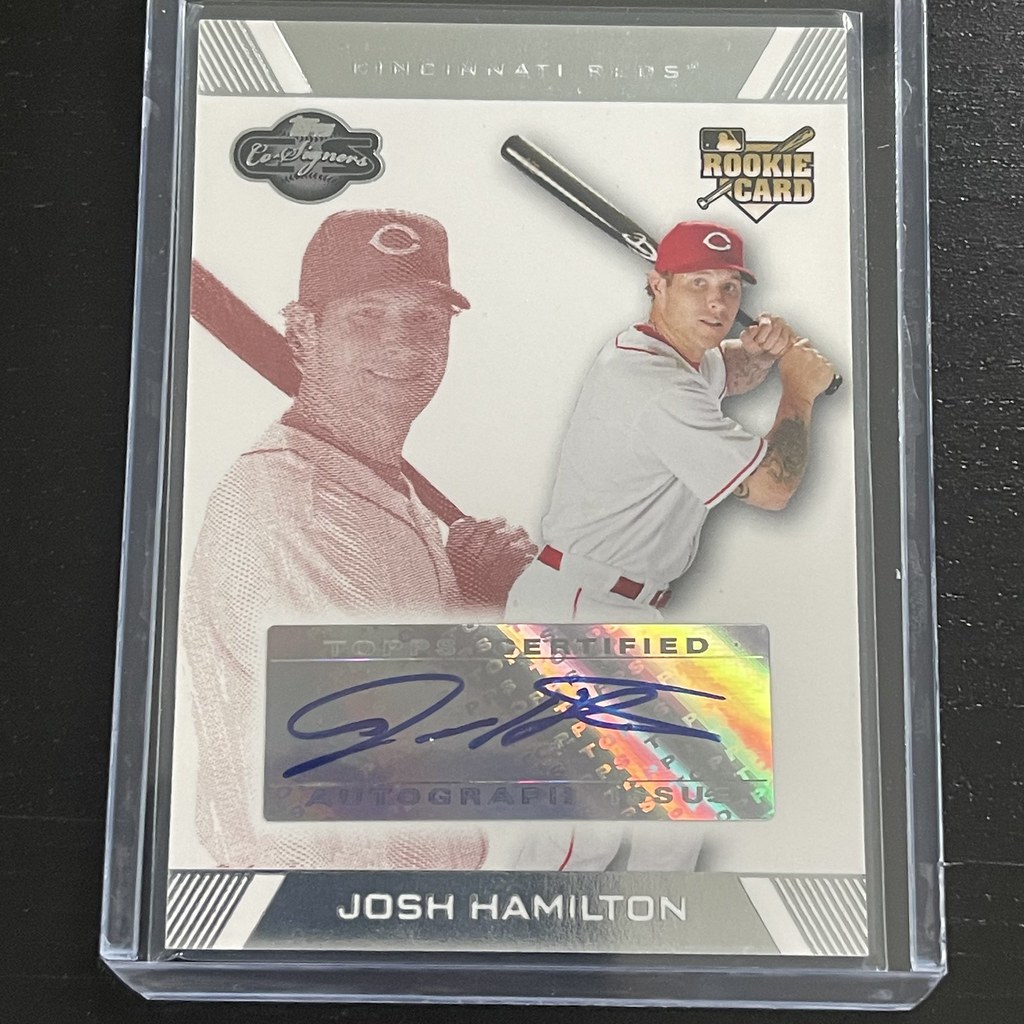 CINCINNATI REDS
Topps
Co-Signers
ROOKIE
CARD
TOPPS CERTIFIED
AUTOGRAPH ISSUE
JOSH HAMILTON